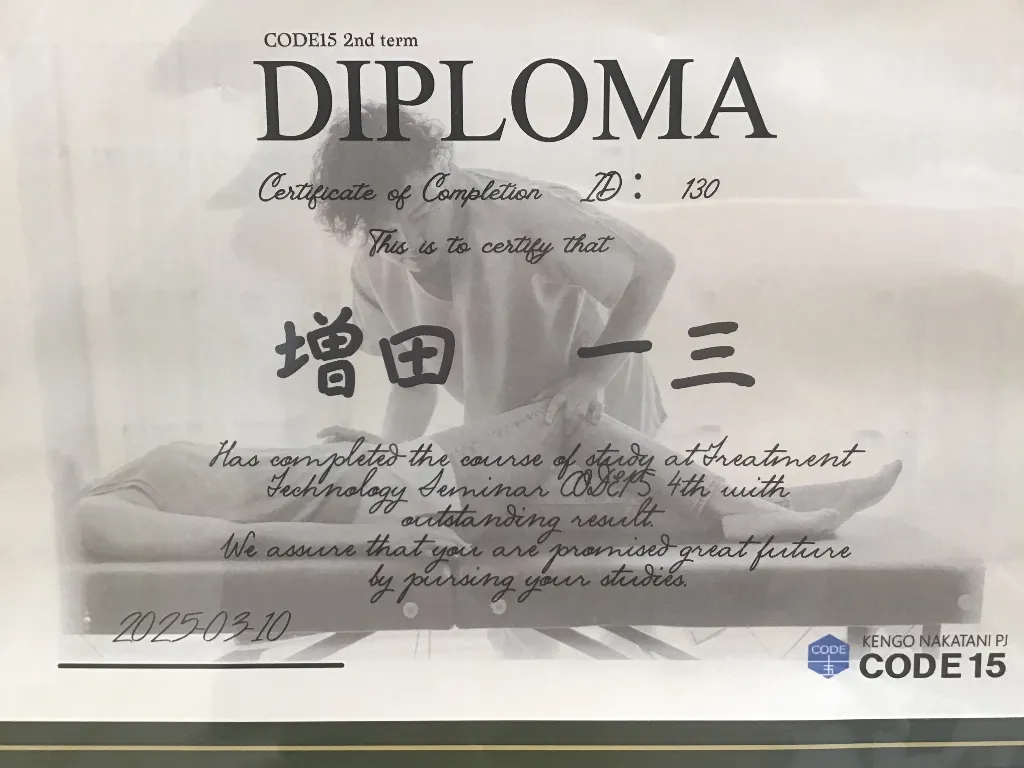 CODE15 2nd term
DIPLOMA
Certificate of Completion ID： 130
This is to certify that
増田 一三
Has completed the course of study at Treatment
Technology Seminar CODE15 4th with
outstanding result.
We assure that you are promised great future
by pursing your studies.
2025-03-10
CODE
KENGO NAKATANI PJ
CODE 15